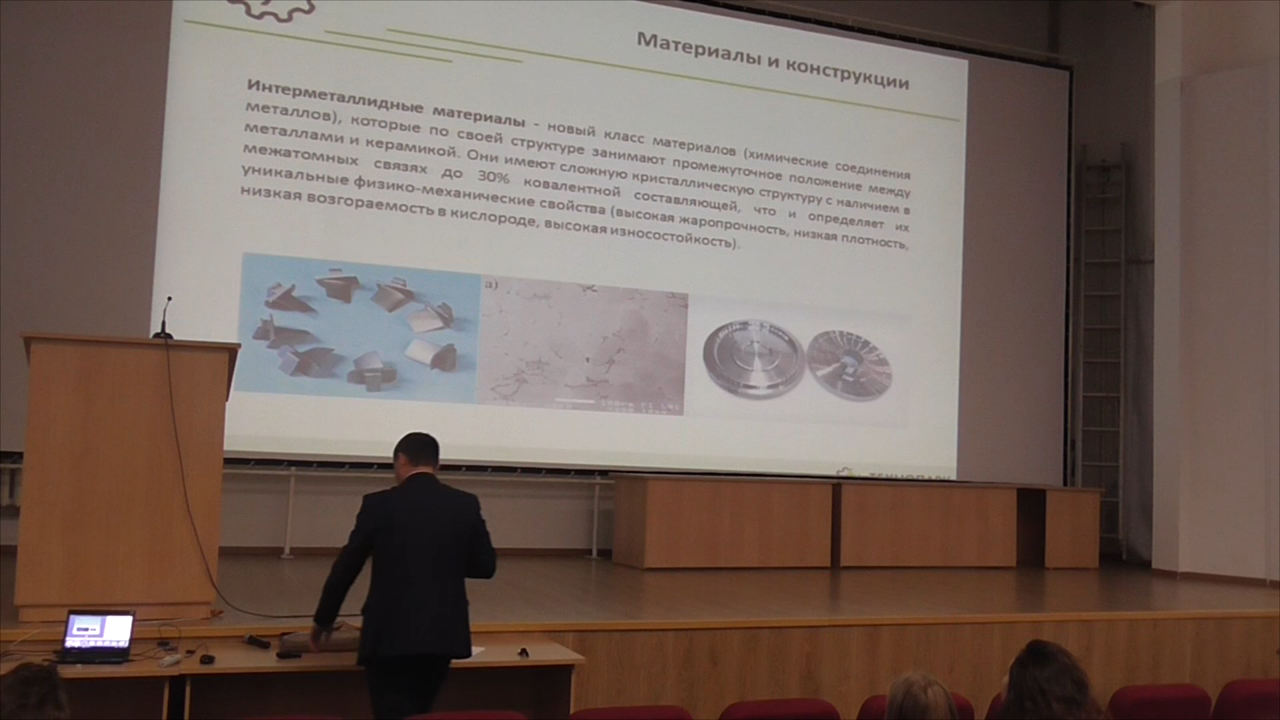 Материалы и конструкции
Интерметаллидные материалы - новый класс материалов (химические соединения
металлов), которые по своей структуре занимают промежуточное положение между
металлами и керамикой. Они имеют сложную кристаллическую структуру с наличием в
межатомных связях до 30% ковалентной составляющей, что и определяет их
уникальные физико-механические свойства (высокая жаропрочность, низкая плотность,
низкая возгораемость в кислороде, высокая износостойкость).
а)
ТЕХНОПАРК